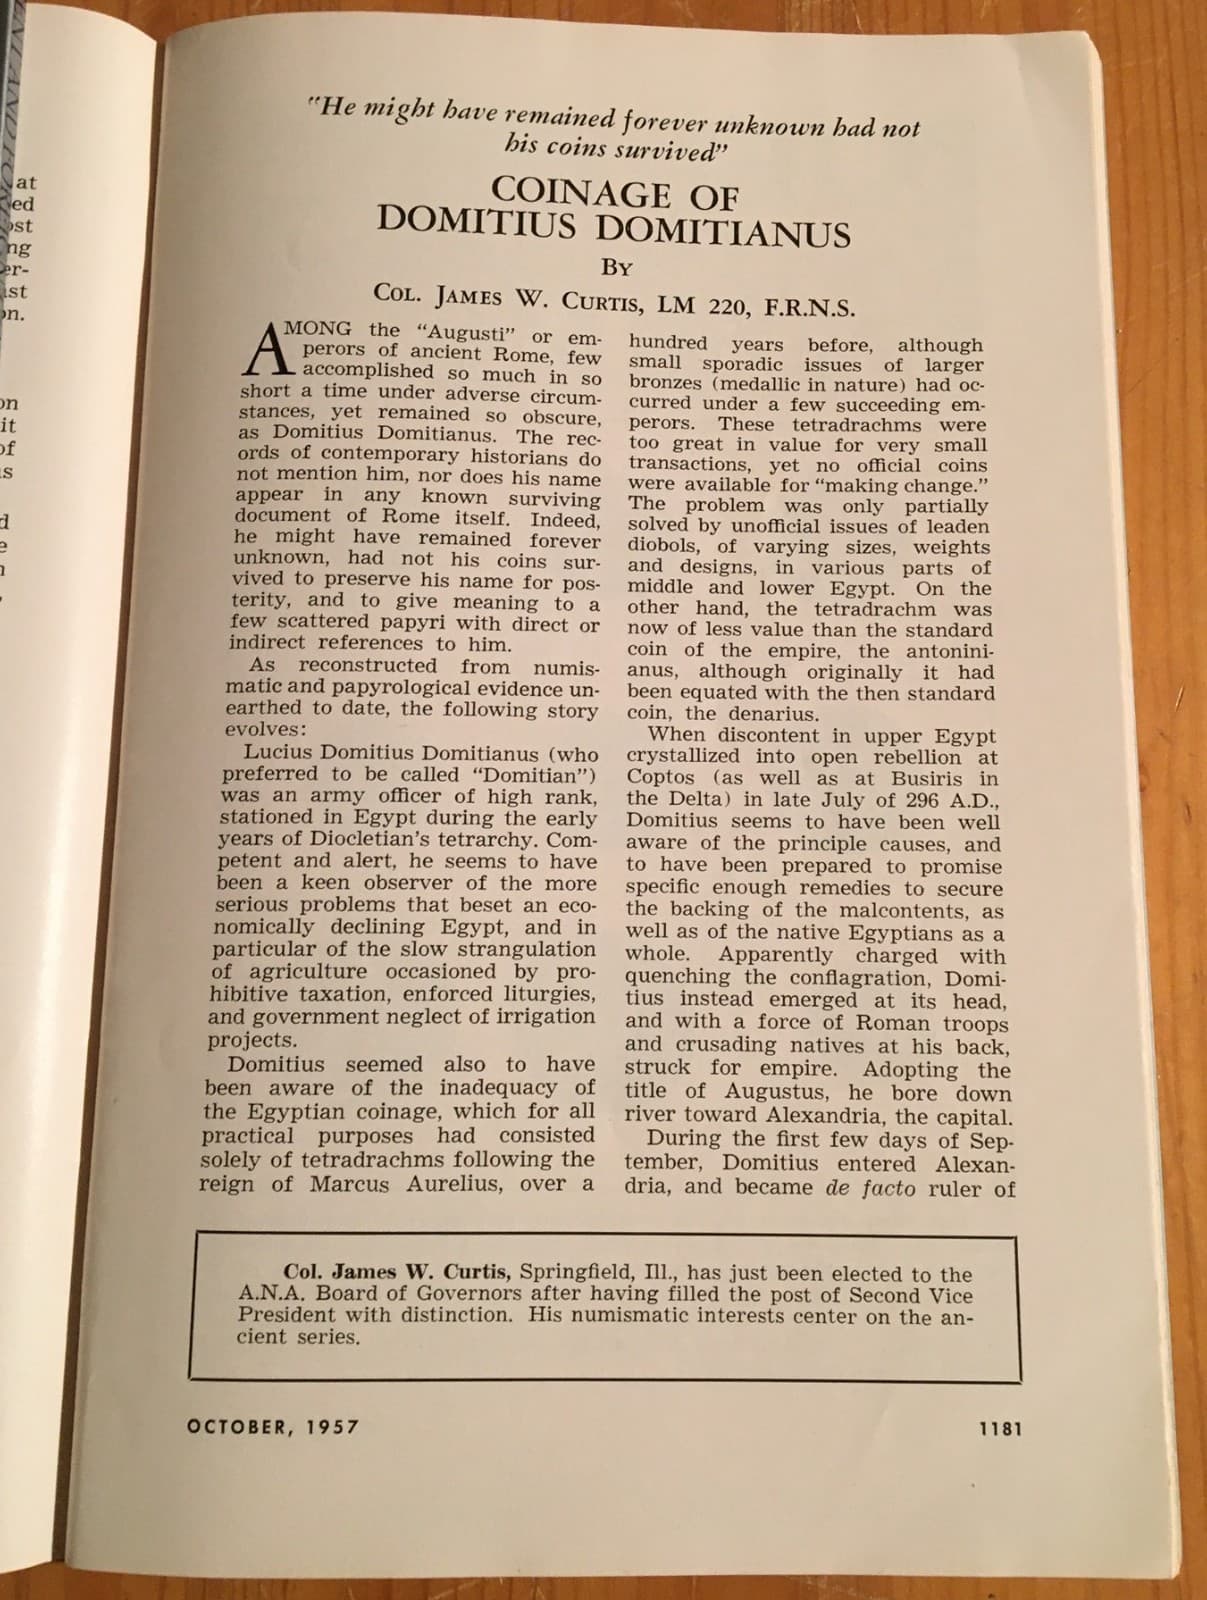 "He might have remained forever unknown had not
his coins survived"
COINAGE OF
DOMITIUS DOMITIANUS
BY
COL. JAMES W. CURTIS, LM 220, F.R.N.S.
AMONG the "Augusti" or em-
perors of ancient Rome, few
accomplished so much in so
short a time under adverse circum-
stances, yet remained so obscure,
as Domitius Domitianus. The rec-
ords of contemporary historians do
not mention him, nor does his name
appear in any known surviving
document of Rome itself. Indeed,
he might have remained forever
unknown, had not his coins sur-
vived to preserve his name for pos-
terity, and to give meaning to a
few scattered papyri with direct or
indirect references to him.
As reconstructed from numis-
matic and papyrological evidence un-
earthed to date, the following story
evolves:
Lucius Domitius Domitianus (who
preferred to be called "Domitian")
was an army officer of high rank,
stationed in Egypt during the early
years of Diocletian's tetrarchy. Com-
petent and alert, he seems to have
been a keen observer of the more
serious problems that beset an eco-
nomically declining Egypt, and in
particular of the slow strangulation
of agriculture occasioned by pro-
hibitive taxation, enforced liturgies,
and government neglect of irrigation
projects.
Domitius seemed also to have
been aware of the inadequacy of
the Egyptian coinage, which for all
practical purposes had consisted
solely of tetradrachms following the
reign of Marcus Aurelius, over a
hundred years before, although
small sporadic issues of larger
bronzes (medallic in nature) had oc-
curred under a few succeeding em-
perors. These tetradrachms were
too great in value for very small
transactions, yet no official coins
were available for "making change."
The problem was only partially
solved by unofficial issues of leaden
diobols, of varying sizes, weights
and designs, in various parts of
middle and lower Egypt. On the
other hand, the tetradrachm was
now of less value than the standard
coin of the empire, the antonini-
anus, although originally it had
been equated with the then standard
coin, the denarius.
When discontent in upper Egypt
crystallized into open rebellion at
Coptos (as well as at Busiris in
the Delta) in late July of 296 A.D.,
Domitius seems to have been well
aware of the principle causes, and
to have been prepared to promise
specific enough remedies to secure
the backing of the malcontents, as
well as of the native Egyptians as a
whole. Apparently charged with
quenching the conflagration, Domi-
tius instead emerged at its head,
and with a force of Roman troops
and crusading natives at his back,
struck for empire. Adopting the
title of Augustus, he bore down
river toward Alexandria, the capital.
During the first few days of Sep-
tember, Domitius entered Alexan-
dria, and became de facto ruler of
Col. James W. Curtis, Springfield, Ill., has just been elected to the
A.N.A. Board of Governors after having filled the post of Second Vice
President with distinction. His numismatic interests center on the an-
cient series.
OCTOBER, 1957
1181